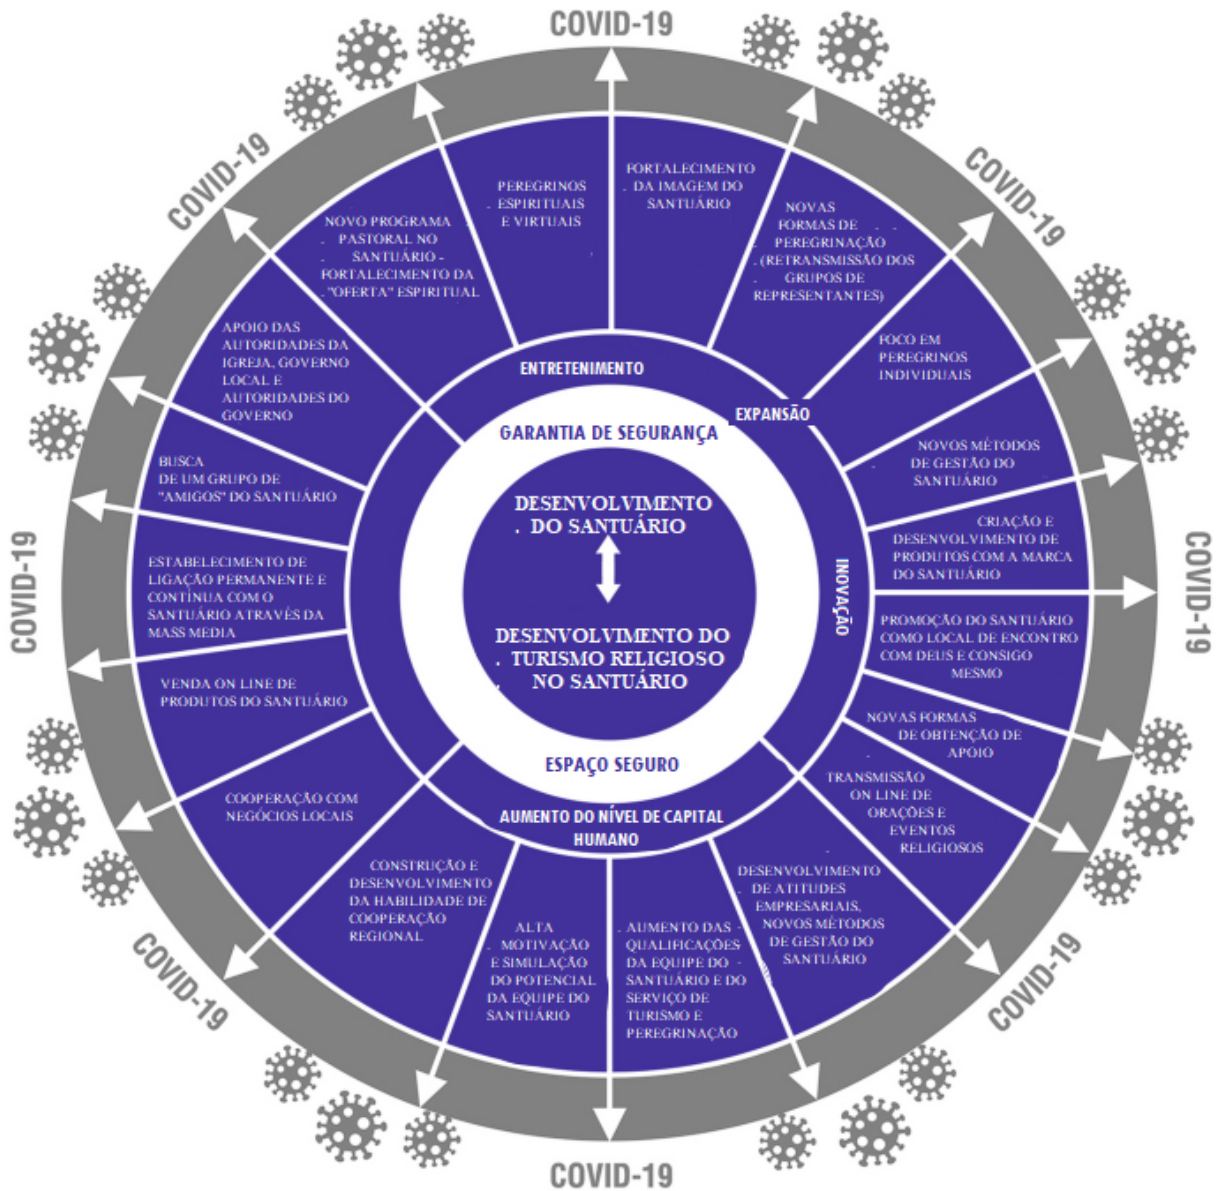 COVID-19
COVID-19
COVID-19
COVID-19
COVID-19
COVID-19
COVID-19
COVID-19
PEREGRINOS
ESPIRITUAIS
E VIRTUAIS
FORTALECIMENTO
DA IMAGEM DO
SANTUÁRIO
NOVAS
FORMAS DE
PEREGRINAÇÃO
(RETRANSMISSÃO DOS
GRUPOS DE
REPRESENTANTES)
FOCO EM
PEREGRINOS
INDIVIDUAIS
NOVOS MÉTODOS
DE GESTÃO DO
SANTUÁRIO
CRIAÇÃO E
DESENVOLVIMENTO DE
PRODUTOS COM A MARCA
DO SANTUÁRIO
PROMOÇÃO DO SANTUÁRIO
COMO LOCAL DE ENCONTRO
COM DEUS E CONSIGO
MESMO
NOVAS FORMAS
DE OBTENÇÃO DE
APOIO
TRANSMISSÃO
ON LINE DE
ORAÇÕES E
EVENTOS
RELIGIOSOS
DESENVOLVIMENTO
DE ATITUDES
EMPRESARIAIS,
NOVOS MÉTODOS
DE GESTÃO DO
SANTUÁRIO
AUMENTO DAS
QUALIFICAÇÕES
DA EQUIPE DO
SANTUÁRIO E DO
SERVIÇO DE
TURISMO E
PEREGRINAÇÃO
ALTA
MOTIVAÇÃO
E SIMULAÇÃO
DO POTENCIAL
DA EQUIPE DO
SANTUÁRIO
CONSTRUÇÃO E
DESENVOLVIMENTO
DA HABILIDADE DE
COOPERAÇÃO
REGIONAL
COOPERAÇÃO COM
NEGÓCIOS LOCAIS
VENDA ON LINE DE
PRODUTOS DO SANTUÁRIO
ESTABELECIMENTO DE
LIGAÇÃO PERMANENTE E
CONTÍNUA COM O
SANTUÁRIO ATRAVÉS DA
MASS MEDIA
BUSCA
DE UM GRUPO DE
"AMIGOS" DO SANTUÁRIO
APOIO DAS
AUTORIDADES DA
IGREJA, GOVERNO
LOCAL E
AUTORIDADES DO
GOVERNO
NOVO PROGRAMA
PASTORAL NO
SANTUÁRIO -
FORTALECIMENTO DA
"OFERTA" ESPIRITUAL
ENTRETENIMENTO
EXPANSÃO
INOVAÇÃO
AUMENTO DO NÍVEL DE CAPITAL
HUMANO
GARANTIA DE SEGURANÇA
ESPAÇO SEGURO
DESENVOLVIMENTO
DO SANTUÁRIO
DESENVOLVIMENTO DO
TURISMO RELIGIOSO
NO SANTUÁRIO